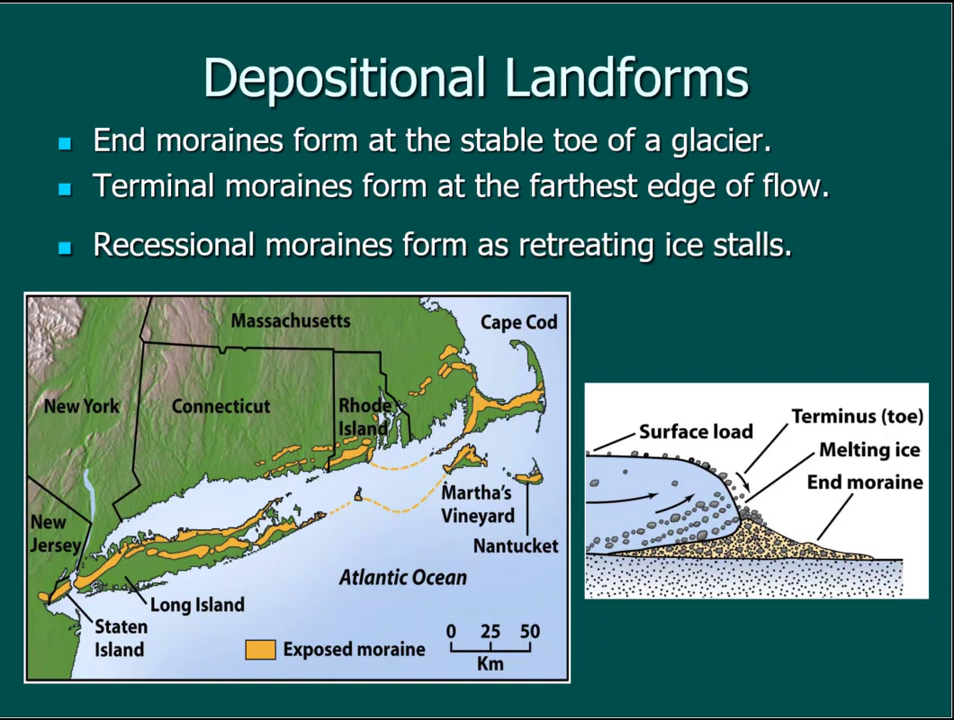 Depositional Landforms
End moraines form at the stable toe of a glacier.
Terminal moraines form at the farthest edge of flow.
Recessional moraines form as retreating ice stalls.
Massachusetts
Cape Cod
New York
Connecticut
Rhode
Island
New
Jersey
Martha's
Vineyard
Nantucket
Atlantic Ocean
Long Island
Staten
Island
Exposed moraine
0 25 50
Km
Surface load
Terminus (toe)
Melting ice
End moraine